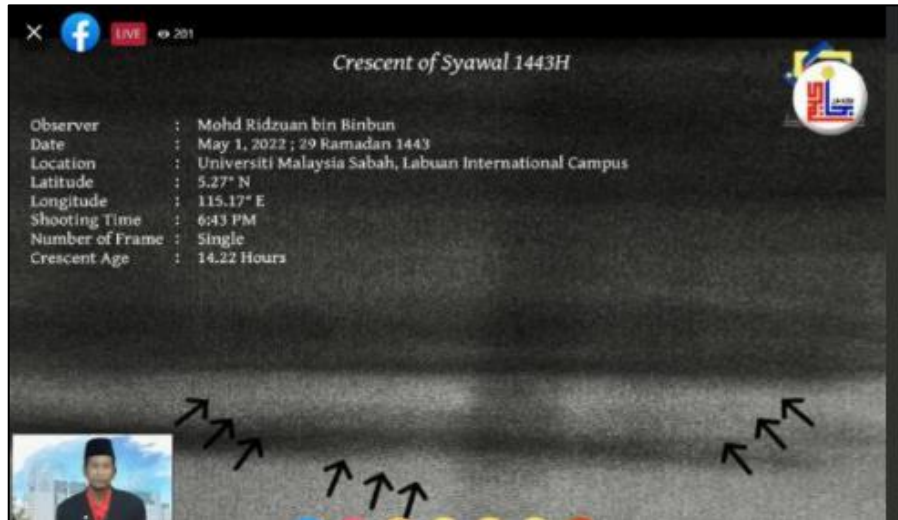 LIVE 201
Crescent of Syawal 1443H
Observer : Mohd Ridzuan bin Binbun
Date : May 1, 2022 ; 29 Ramadan 1443
Location : Universiti Malaysia Sabah, Labuan International Campus
Latitude : 5.27° N
Longitude : 115.17° E
Shooting Time : 6:43 PM
Number of Frame : Single
Crescent Age : 14.22 Hours